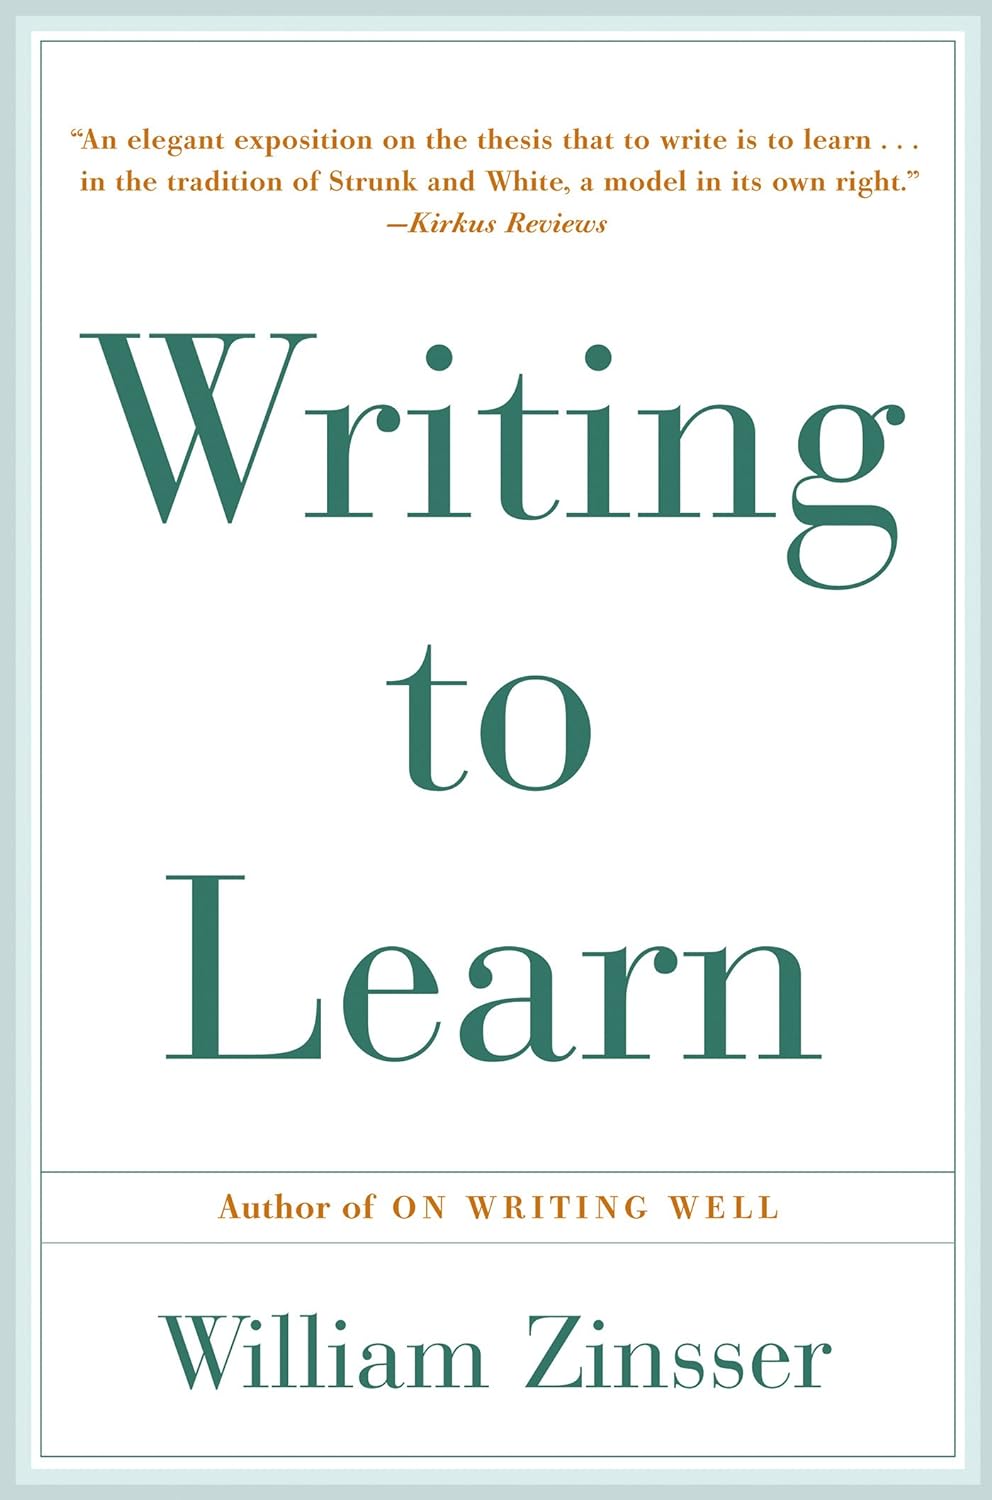 “An elegant exposition on the thesis that to write is to learn . . .
in the tradition of Strunk and White, a model in its own right.”
—Kirkus Reviews
Writing
to
Learn
Author of ON WRITING WELL
William Zinsser